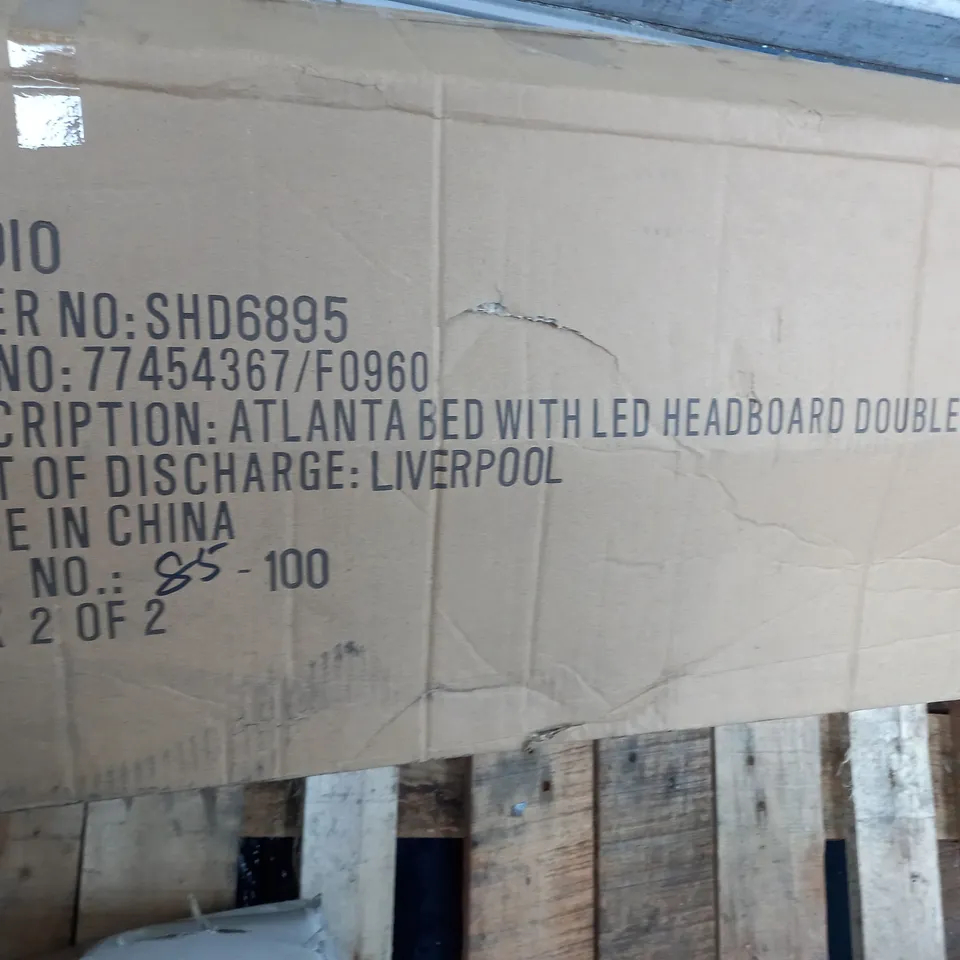 DIO
ER NO: SHD6895
NO: 77454367/F0960
CRIPTION: ATLANTA BED WITH LED HEADBOARD DOUBLE
T OF DISCHARGE: LIVERPOOL
E IN CHINA
NO.: 85 - 100
2 OF 2